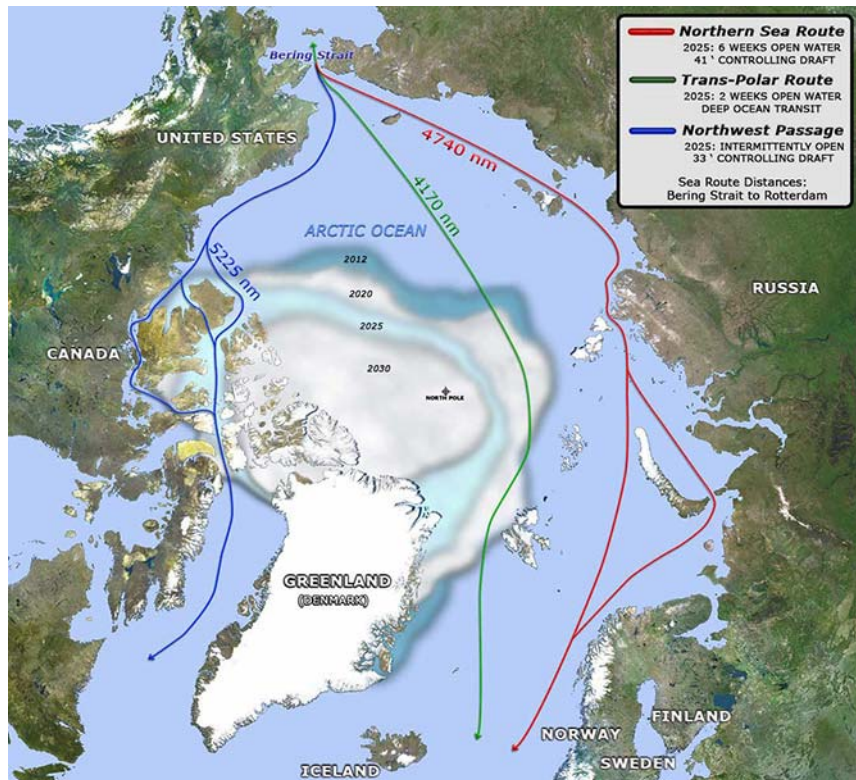 Northern Sea Route
2025: 6 WEEKS OPEN WATER
41 ' CONTROLLING DRAFT
Trans-Polar Route
2025: 2 WEEKS OPEN WATER
DEEP OCEAN TRANSIT
Northwest Passage
2025: INTERMITTENTLY OPEN
33 ' CONTROLLING DRAFT
Sea Route Distances:
Bering Strait to Rotterdam
Bering Strait
UNITED STATES
4740 nm
4170 nm
5225 nm
ARCTIC OCEAN
2012
2020
2025
2030
NORTH POLE
RUSSIA
CANADA
GREENLAND
(DENMARK)
ICELAND
NORWAY
FINLAND
SWEDEN